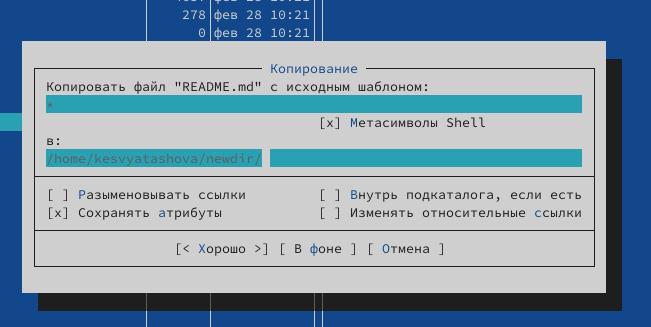 278 фев 28 10:21
0 фев 28 10:21
Копирование
Копировать файл "README.md" с исходным шаблоном:
*
[x] Метасимволы Shell
в:
/home/kesvyatashova/newdir/
[ ] Разыменовывать ссылки [ ] Внутрь подкаталога, если есть
[x] Сохранять атрибуты [ ] Изменять относительные ссылки
[< Хорошо >] [ В фоне ] [ Отмена ]